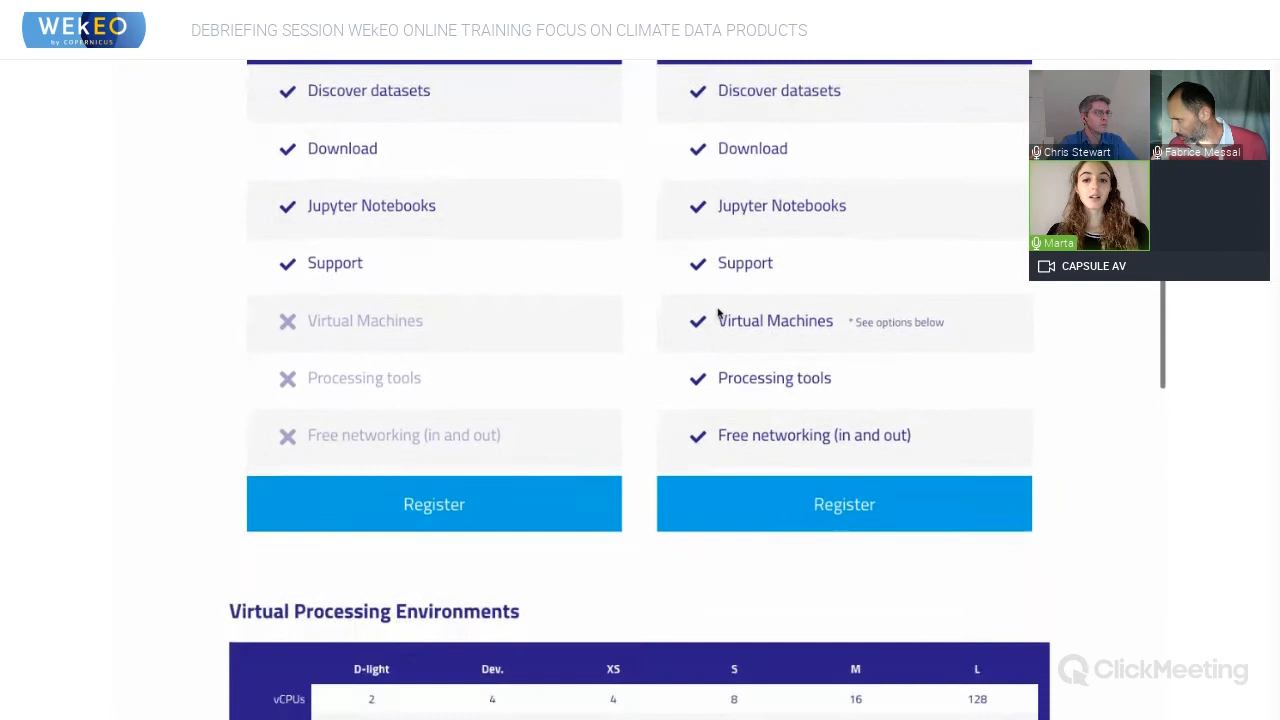 WEkEO
by COPERNICUS
DEBRIEFING SESSION WEkEO ONLINE TRAINING FOCUS ON CLIMATE DATA PRODUCTS
Discover datasets
Download
Jupyter Notebooks
Support
Virtual Machines
Processing tools
Free networking (in and out)
Register
Discover datasets
Download
Jupyter Notebooks
Support
Virtual Machines * See options below
Processing tools
Free networking (in and out)
Register
Chris Stewart
Fabrice Messal
Marta
CAPSULE AV
Virtual Processing Environments
D-light Dev. XS S M L
vCPUs 2 4 4 8 16 128
ClickMeeting